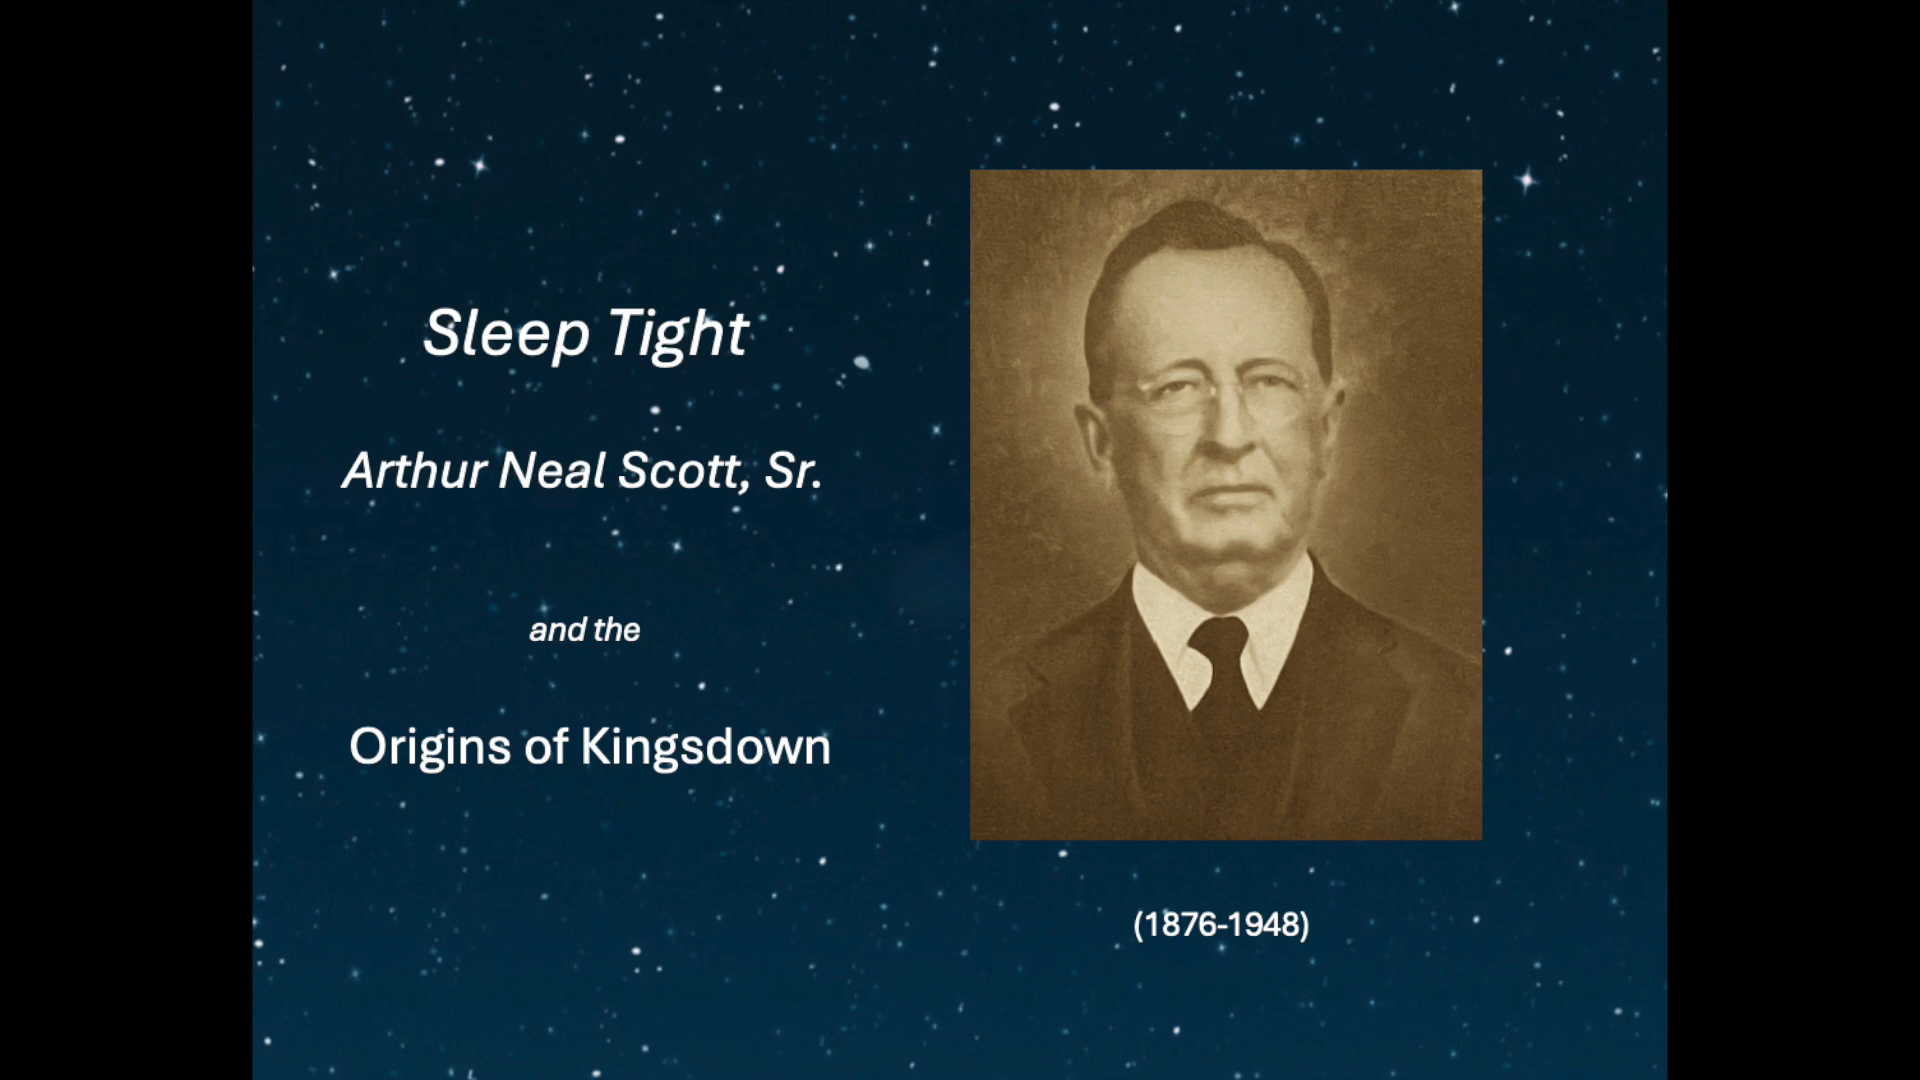 Sleep Tight
Arthur Neal Scott, Sr.
and the
Origins of Kingsdown
(1876-1948)